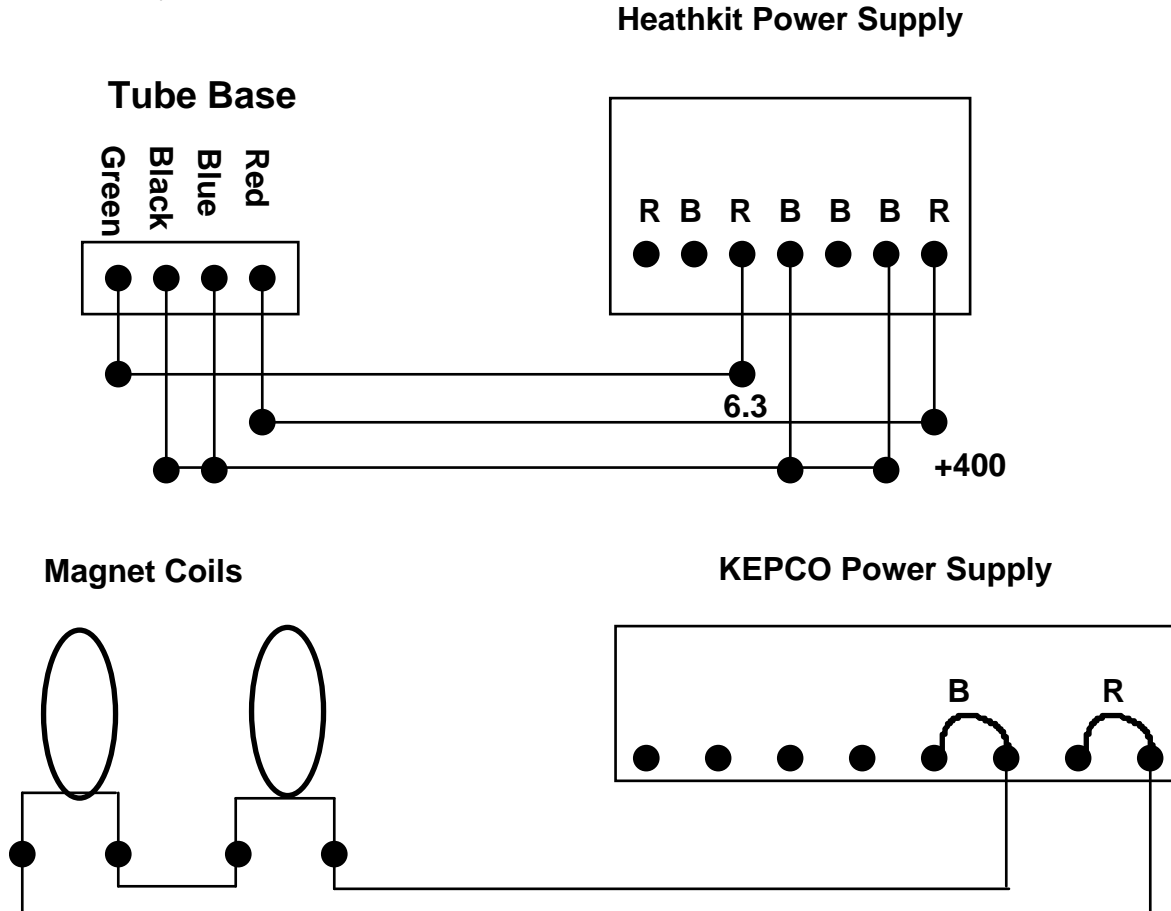 Heathkit Power Supply
Tube Base
Green
Black
Blue
Red
R B R B B B R
6.3
+400
Magnet Coils
KEPCO Power Supply
B R